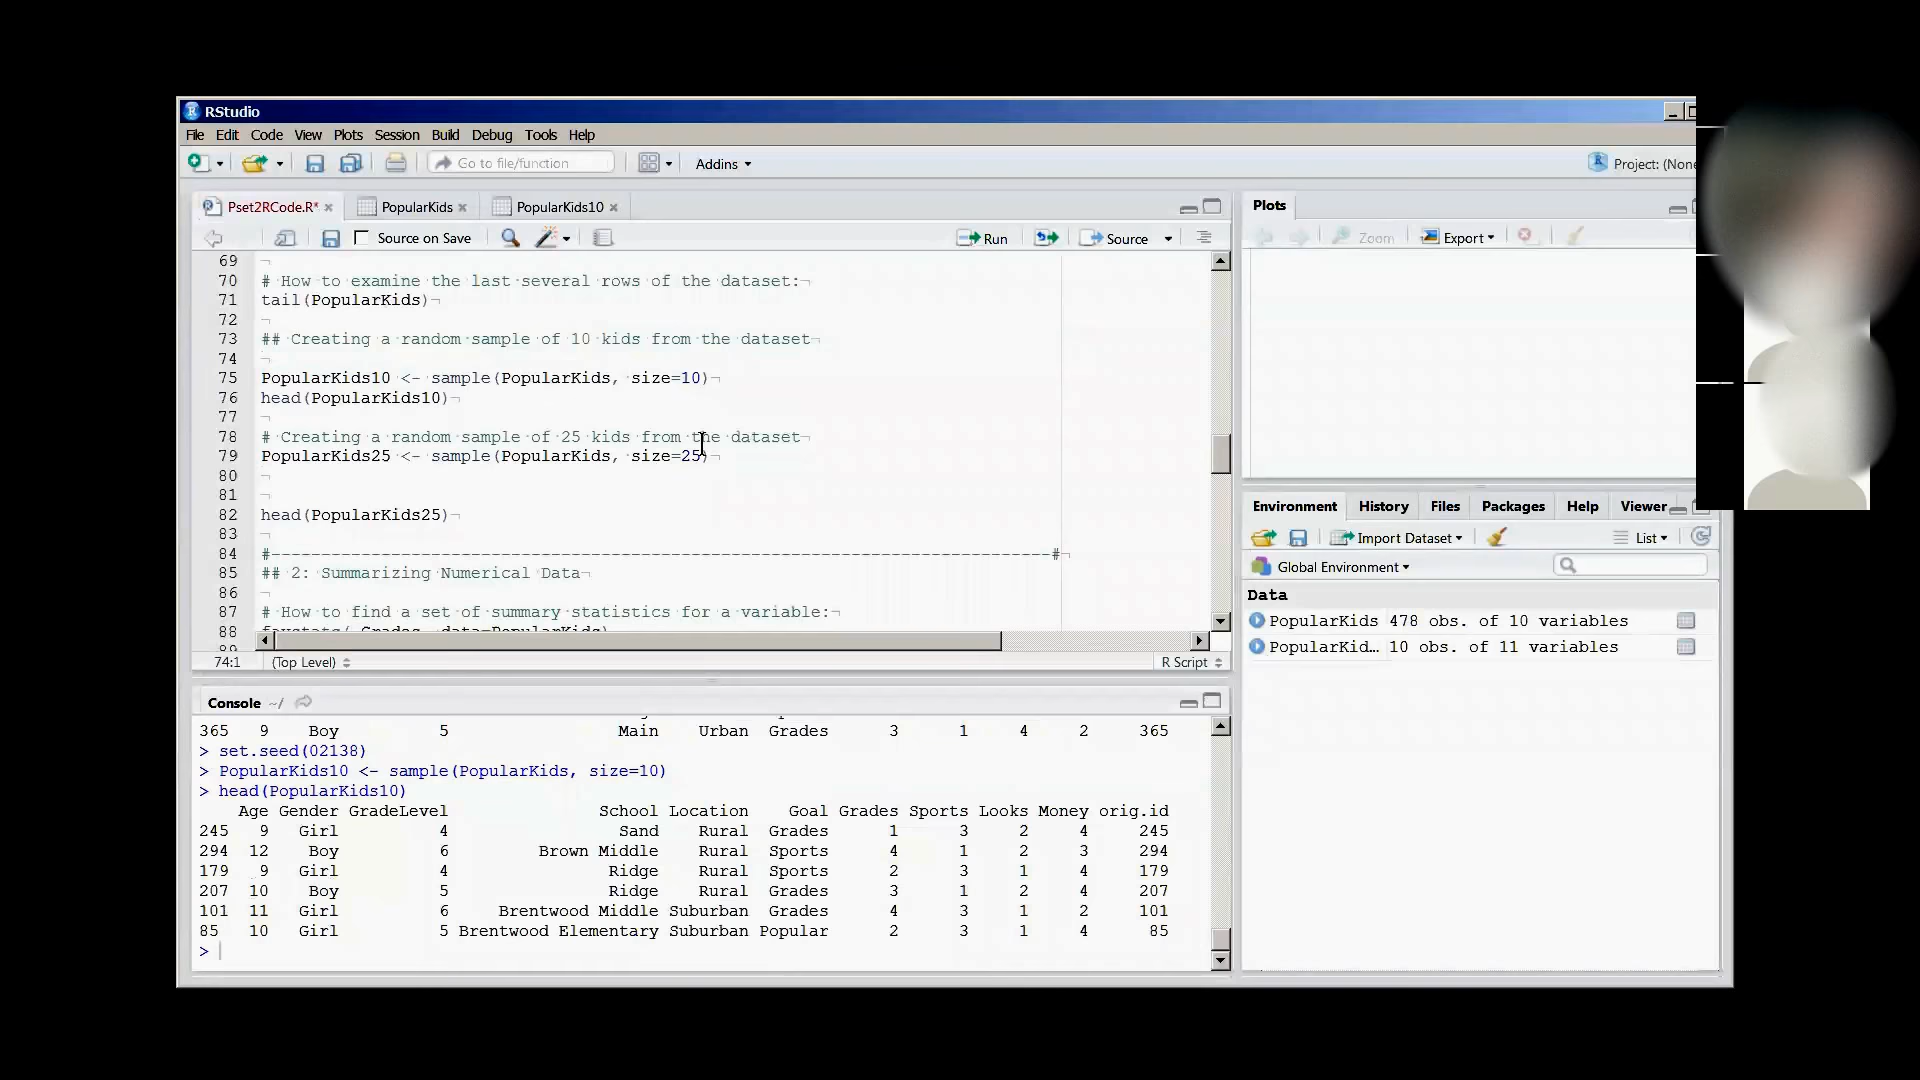 RStudio
File Edit Code View Plots Session Build Debug Tools Help
Go to file/function Addins Project: (None
Pset2RCode.R* PopularKids PopularKids10
Source on Save Run Source
69
70 # How to examine the last several rows of the dataset:
71 tail(PopularKids)
72
73 ## Creating a random sample of 10 kids from the dataset
74
75 PopularKids10 <- sample(PopularKids, size=10)
76 head(PopularKids10)
77
78 # Creating a random sample of 25 kids from the dataset
79 PopularKids25 <- sample(PopularKids, size=25)
80
81
82 head(PopularKids25)
83
84 #------------------------------------------------------------------------------#
85 ## 2: Summarizing Numerical Data
86
87 # How to find a set of summary statistics for a variable:
88 favstats( Grades, data=PopularKids)
89
74:1 (Top Level) R Script
Console ~/
365 9 Boy 5 Main Urban Grades 3 1 4 2 365
> set.seed(02138)
> PopularKids10 <- sample(PopularKids, size=10)
> head(PopularKids10)
Age Gender GradeLevel School Location Goal Grades Sports Looks Money orig.id
245 9 Girl 4 Sand Rural Grades 1 3 2 4 245
294 12 Boy 6 Brown Middle Rural Sports 4 1 2 3 294
179 9 Girl 4 Ridge Rural Sports 2 3 1 4 179
207 10 Boy 5 Ridge Rural Grades 3 1 2 4 207
101 11 Girl 6 Brentwood Middle Suburban Grades 4 3 1 2 101
85 10 Girl 5 Brentwood Elementary Suburban Popular 2 3 1 4 85
>
Plots
Zoom Export
Environment History Files Packages Help Viewer
Import Dataset List
Global Environment
Data
PopularKids 478 obs. of 10 variables
PopularKid… 10 obs. of 11 variables